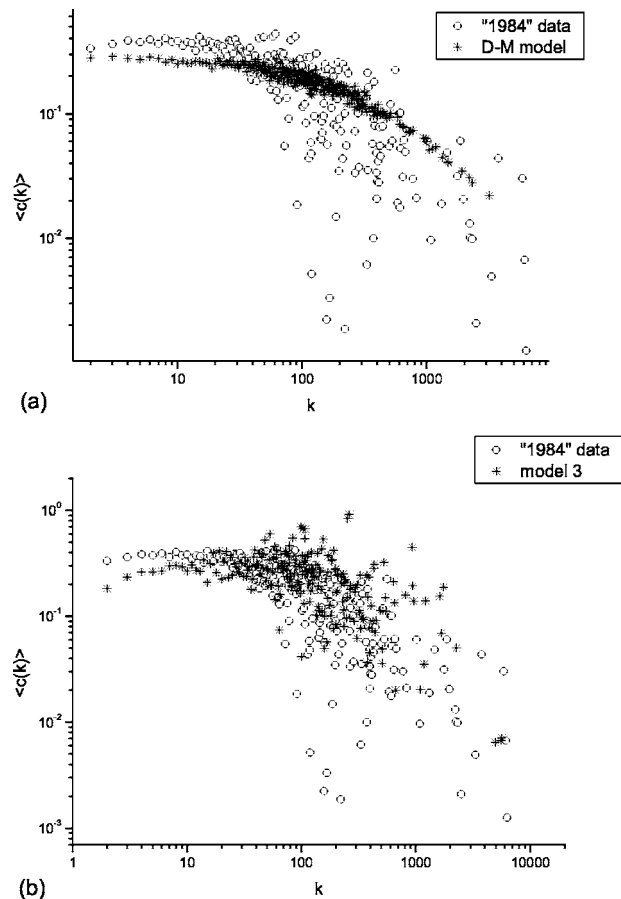 "1984" data
D-M model
10⁻¹
<c(k)>
10⁻²
10
100
1000
(a)
k
"1984" data
model 3
10⁰
10⁻¹
<c(k)>
10⁻²
10⁻³
1
10
100
1000
10000
(b)
k